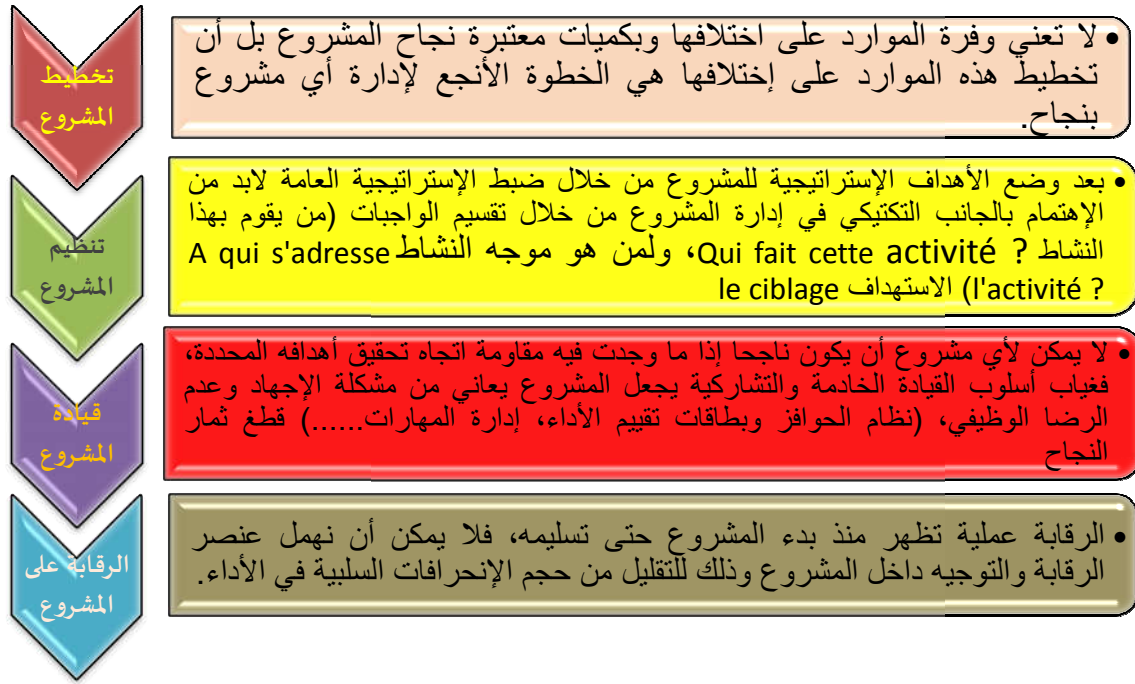 تخطيط
المشروع
• لا تعني وفرة الموارد على اختلافها وبكميات معتبرة نجاح المشروع بل أن
تخطيط هذه الموارد على إختلافها هي الخطوة الأنجع لإدارة أي مشروع
بنجاح.
تنظيم
المشروع
• بعد وضع الأهداف الإستراتيجية للمشروع من خلال ضبط الإستراتيجية العامة لابد من
الإهتمام بالجانب التكتيكي في إدارة المشروع من خلال تقسيم الواجبات (من يقوم بهذا
النشاط ? Qui fait cette activité، ولمن هو موجه النشاط A qui s'adresse
l'activité ?) الاستهداف le ciblage
قيادة
المشروع
• لا يمكن لأي مشروع أن يكون ناجحا إذا ما وجدت فيه مقاومة اتجاه تحقيق أهدافه المحددة،
فغياب أسلوب القيادة الخادمة والتشاركية يجعل المشروع يعاني من مشكلة الإجهاد وعدم
الرضا الوظيفي، (نظام الحوافز وبطاقات تقييم الأداء، إدارة المهارات......) قطع ثمار
النجاح
الرقابة على
المشروع
• الرقابة عملية تظهر منذ بدء المشروع حتى تسليمه، فلا يمكن أن نهمل عنصر
الرقابة والتوجيه داخل المشروع وذلك للتقليل من حجم الإنحرافات السلبية في الأداء.